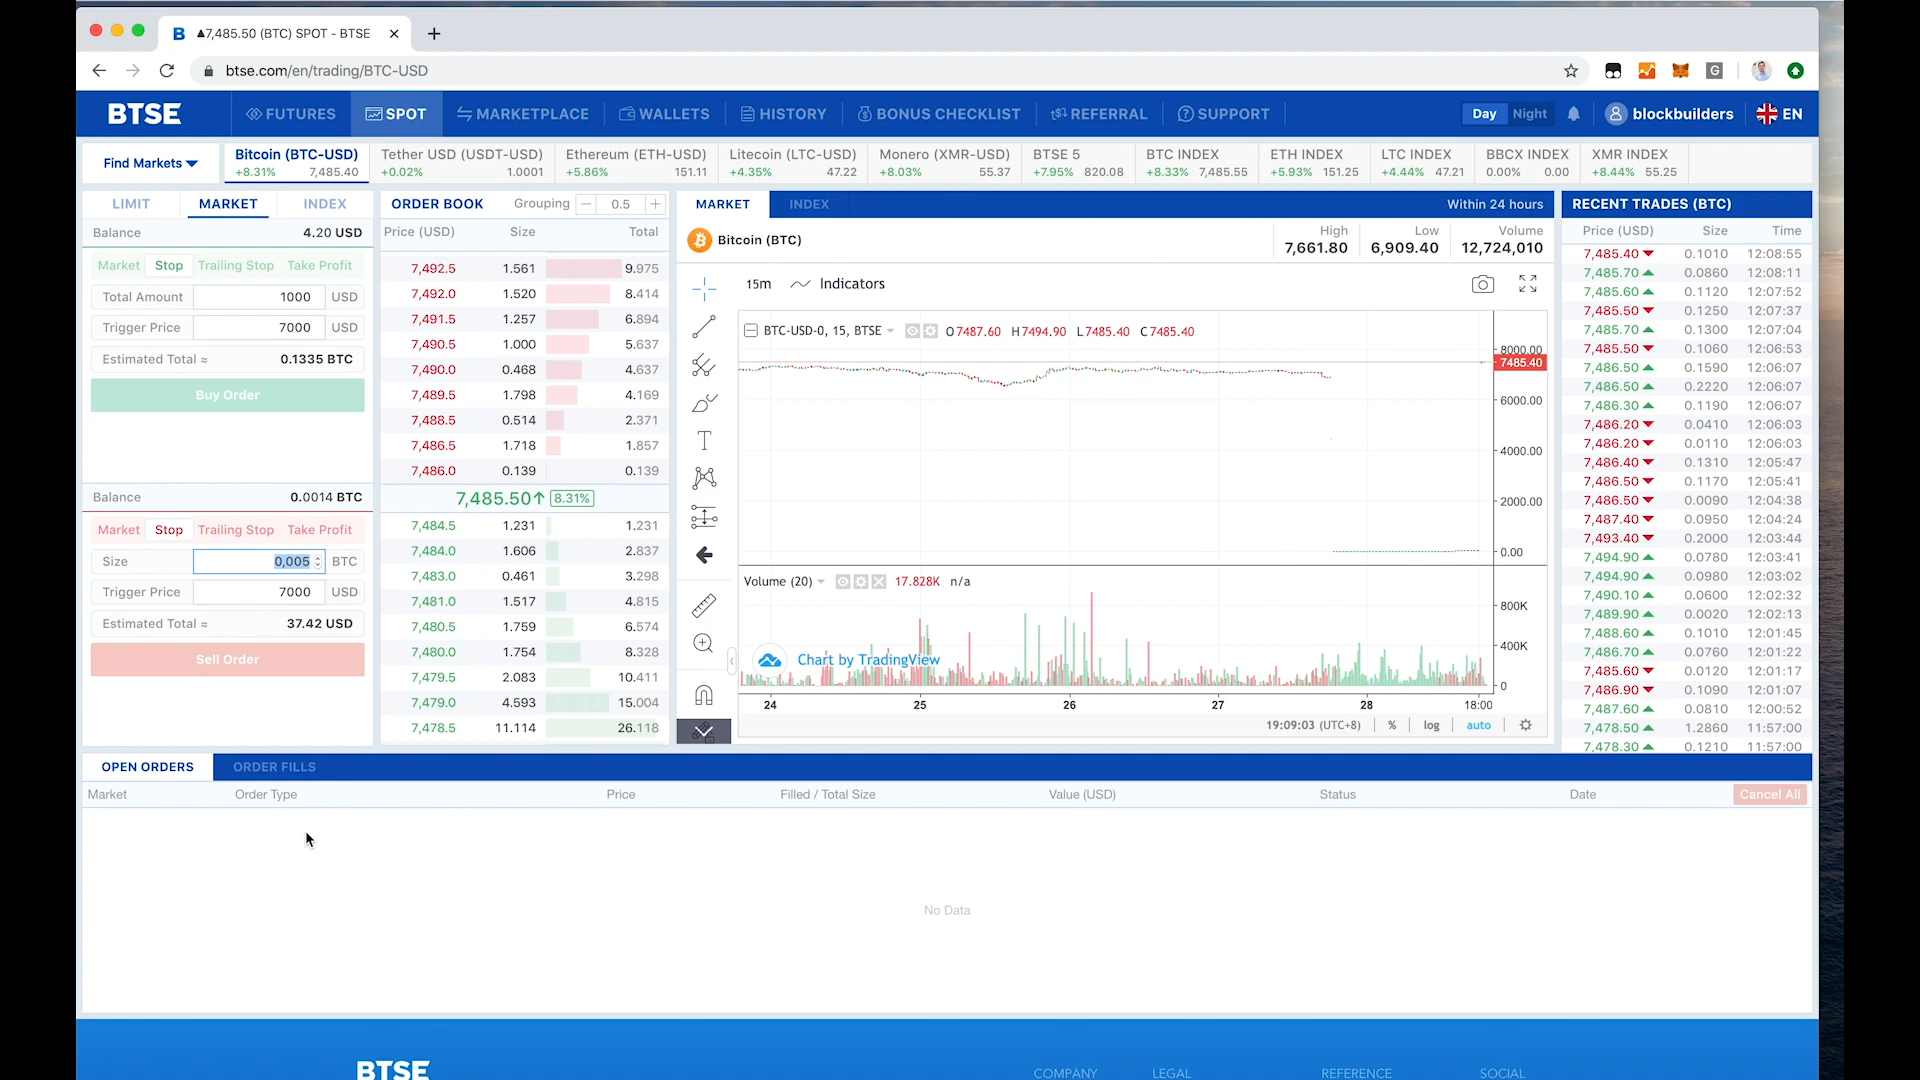 ▲7,485.50 (BTC) SPOT - BTSE
btse.com/en/trading/BTC-USD
BTSE FUTURES SPOT MARKETPLACE WALLETS HISTORY BONUS CHECKLIST REFERRAL SUPPORT Day Night blockbuilders EN
Find Markets
Bitcoin (BTC-USD) +8.31% 7,485.40
Tether USD (USDT-USD) +0.02% 1.0001
Ethereum (ETH-USD) +5.86% 151.11
Litecoin (LTC-USD) +4.35% 47.22
Monero (XMR-USD) +8.03% 55.37
BTSE 5 +7.95% 820.08
BTC INDEX +8.33% 7,485.55
ETH INDEX +5.93% 151.25
LTC INDEX +4.44% 47.21
BBCX INDEX 0.00% 0.00
XMR INDEX +8.44% 55.25
LIMIT MARKET INDEX
Balance 4.20 USD
Market Stop Trailing Stop Take Profit
Total Amount 1000 USD
Trigger Price 7000 USD
Estimated Total ≈ 0.1335 BTC
Buy Order
Balance 0.0014 BTC
Market Stop Trailing Stop Take Profit
Size 0,005 BTC
Trigger Price 7000 USD
Estimated Total ≈ 37.42 USD
Sell Order
ORDER BOOK Grouping − 0.5 +
Price (USD) Size Total
7,492.5 1.561 9.975
7,492.0 1.520 8.414
7,491.5 1.257 6.894
7,490.5 1.000 5.637
7,490.0 0.468 4.637
7,489.5 1.798 4.169
7,488.5 0.514 2.371
7,486.5 1.718 1.857
7,486.0 0.139 0.139
7,485.50↑ 8.31%
7,484.5 1.231 1.231
7,484.0 1.606 2.837
7,483.0 0.461 3.298
7,481.0 1.517 4.815
7,480.5 1.759 6.574
7,480.0 1.754 8.328
7,479.5 2.083 10.411
7,479.0 4.593 15.004
7,478.5 11.114 26.118
MARKET INDEX Within 24 hours
Bitcoin (BTC)
High 7,661.80
Low 6,909.40
Volume 12,724,010
15m Indicators
BTC-USD-0, 15, BTSE O7487.60 H7494.90 L7485.40 C7485.40
8000.00
7485.40
6000.00
4000.00
2000.00
0.00
Volume (20) 17.828K n/a
800K
400K
0
Chart by TradingView
24 25 26 27 28 18:00
19:09:03 (UTC+8) % log auto
RECENT TRADES (BTC)
Price (USD) Size Time
7,485.40 0.1010 12:08:55
7,485.70 0.0860 12:08:11
7,485.60 0.1120 12:07:52
7,485.50 0.1250 12:07:37
7,485.70 0.1300 12:07:04
7,485.50 0.1060 12:06:53
7,486.50 0.1590 12:06:07
7,486.50 0.2220 12:06:07
7,486.30 0.1190 12:06:07
7,486.20 0.0410 12:06:03
7,486.20 0.0110 12:06:03
7,486.40 0.1310 12:05:47
7,486.50 0.1170 12:05:41
7,486.50 0.0090 12:04:38
7,487.40 0.0950 12:04:24
7,493.40 0.2000 12:03:44
7,494.90 0.0780 12:03:41
7,494.90 0.0980 12:03:02
7,490.10 0.0600 12:02:32
7,489.90 0.0020 12:02:13
7,488.60 0.1010 12:01:45
7,486.70 0.0760 12:01:22
7,485.60 0.0120 12:01:17
7,486.90 0.1090 12:01:07
7,487.60 0.0810 12:00:52
7,478.50 1.2860 11:57:00
7,478.30 0.1210 11:57:00
OPEN ORDERS ORDER FILLS
Market Order Type Price Filled / Total Size Value (USD) Status Date Cancel All
No Data
BTSE COMPANY LEGAL REFERENCE SOCIAL